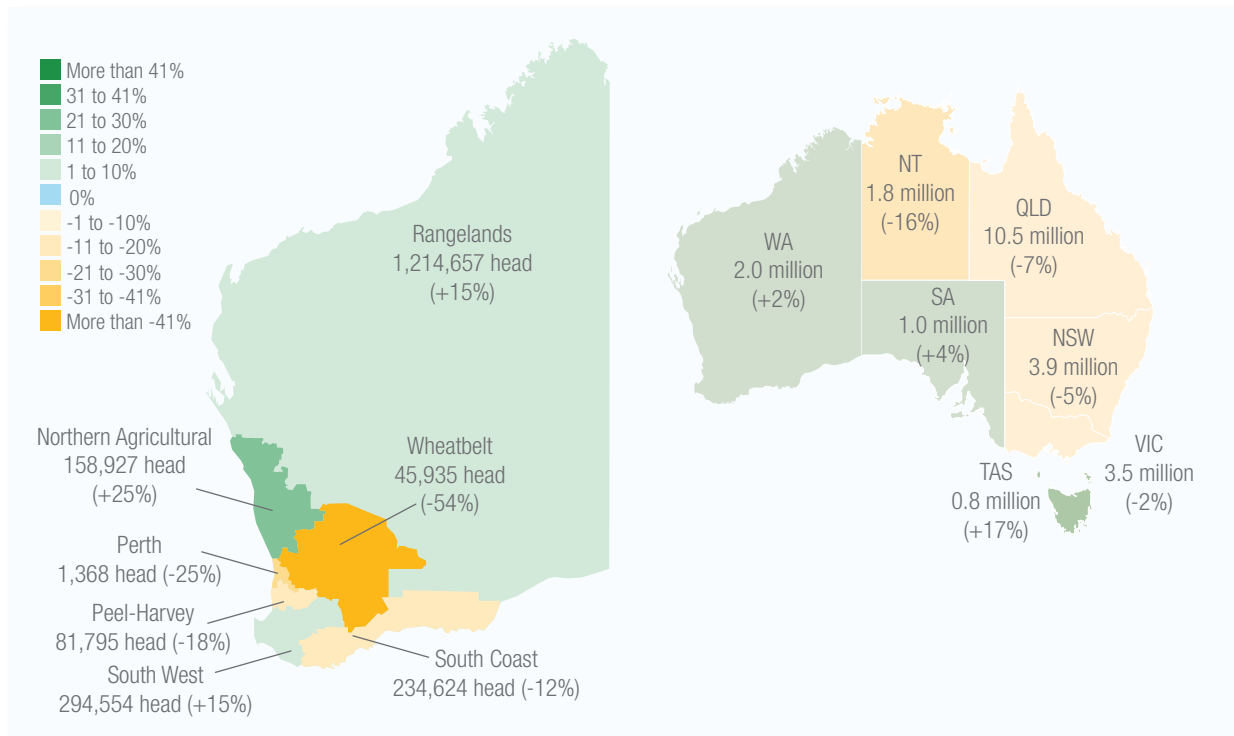 More than 41%
31 to 41%
21 to 30%
11 to 20%
1 to 10%
0%
-1 to -10%
-11 to -20%
-21 to -30%
-31 to -41%
More than -41%
Rangelands
1,214,657 head
(+15%)
Northern Agricultural
158,927 head
(+25%)
Wheatbelt
45,935 head
(-54%)
Perth
1,368 head (-25%)
Peel-Harvey
81,795 head (-18%)
South West
294,554 head (+15%)
South Coast
234,624 head (-12%)
NT
1.8 million
(-16%)
QLD
10.5 million
(-7%)
WA
2.0 million
(+2%)
SA
1.0 million
(+4%)
NSW
3.9 million
(-5%)
VIC
3.5 million
(-2%)
TAS
0.8 million
(+17%)